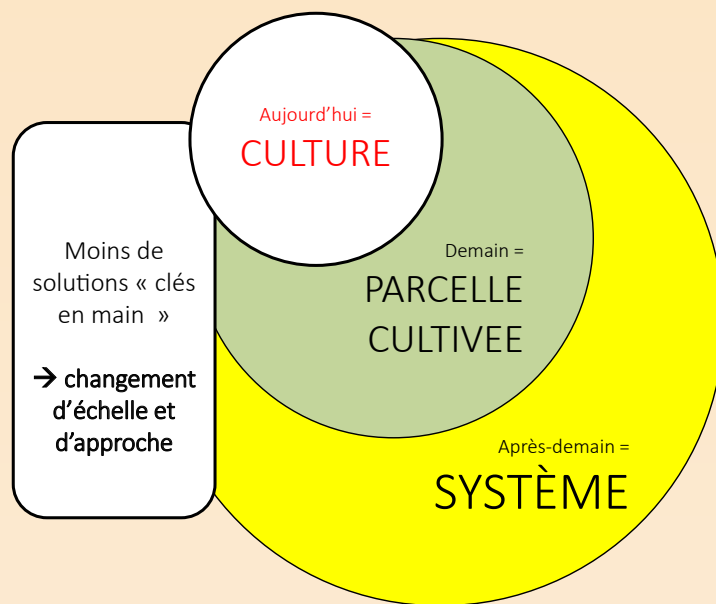 Aujourd'hui =
CULTURE
Moins de
solutions « clés
en main  »
→ changement
d'échelle et
d'approche
Demain =
PARCELLE
CULTIVEE
Après-demain =
SYSTÈME